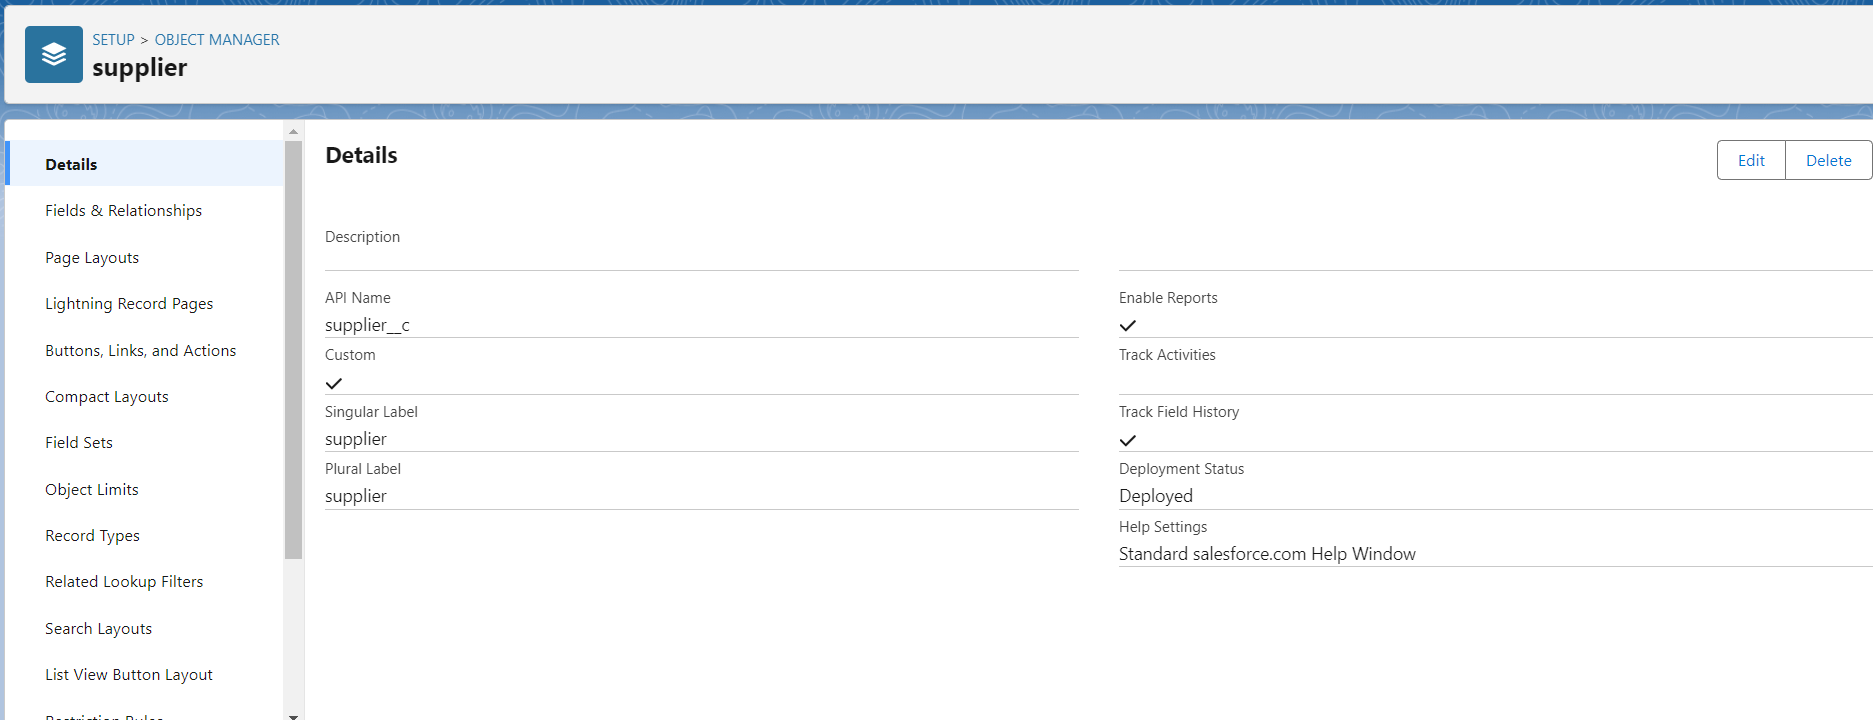 SETUP > OBJECT MANAGER
supplier
Details
Fields & Relationships
Page Layouts
Lightning Record Pages
Buttons, Links, and Actions
Compact Layouts
Field Sets
Object Limits
Record Types
Related Lookup Filters
Search Layouts
List View Button Layout
Restriction Rules
Details
Edit
Delete
Description
API Name
supplier__c
Custom
Singular Label
supplier
Plural Label
supplier
Enable Reports
Track Activities
Track Field History
Deployment Status
Deployed
Help Settings
Standard salesforce.com Help Window